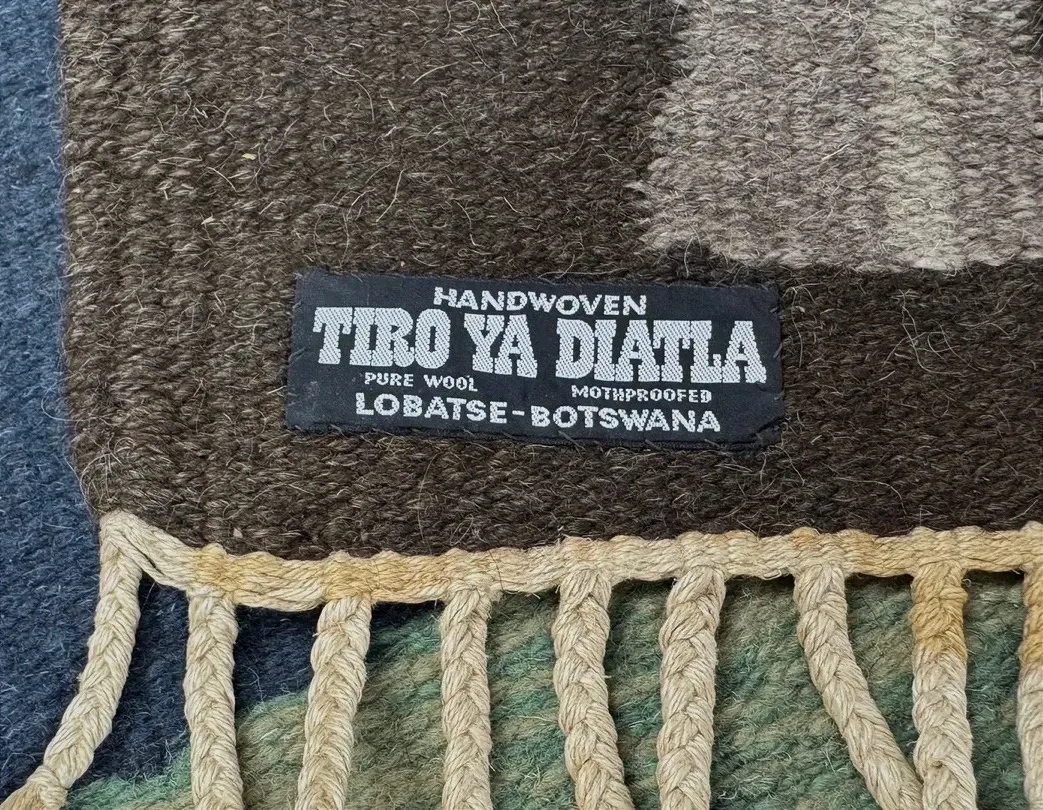 HANDWOVEN
TIRO YA DIATLA
PURE WOOL MOTHPROOFED
LOBATSE-BOTSWANA